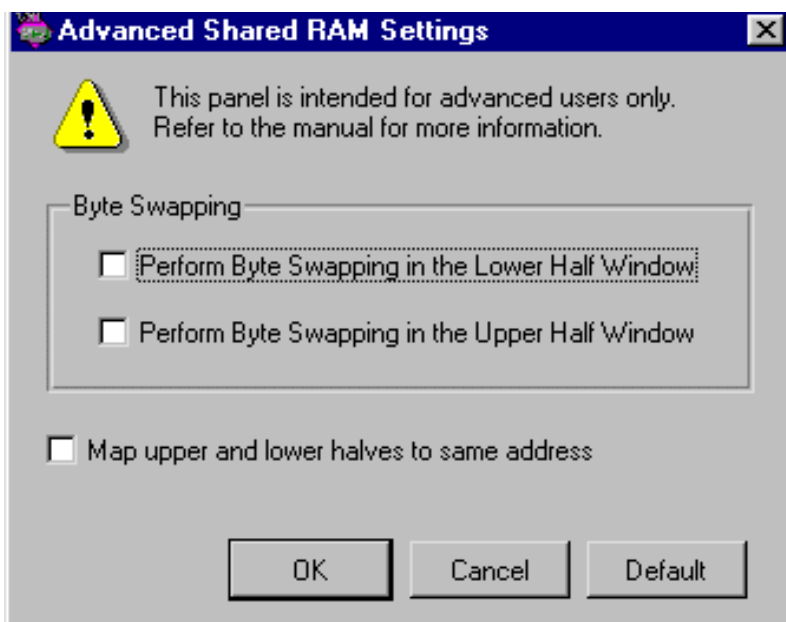 Advanced Shared RAM Settings
This panel is intended for advanced users only.
Refer to the manual for more information.
Byte Swapping
Perform Byte Swapping in the Lower Half Window
Perform Byte Swapping in the Upper Half Window
Map upper and lower halves to same address
OK Cancel Default